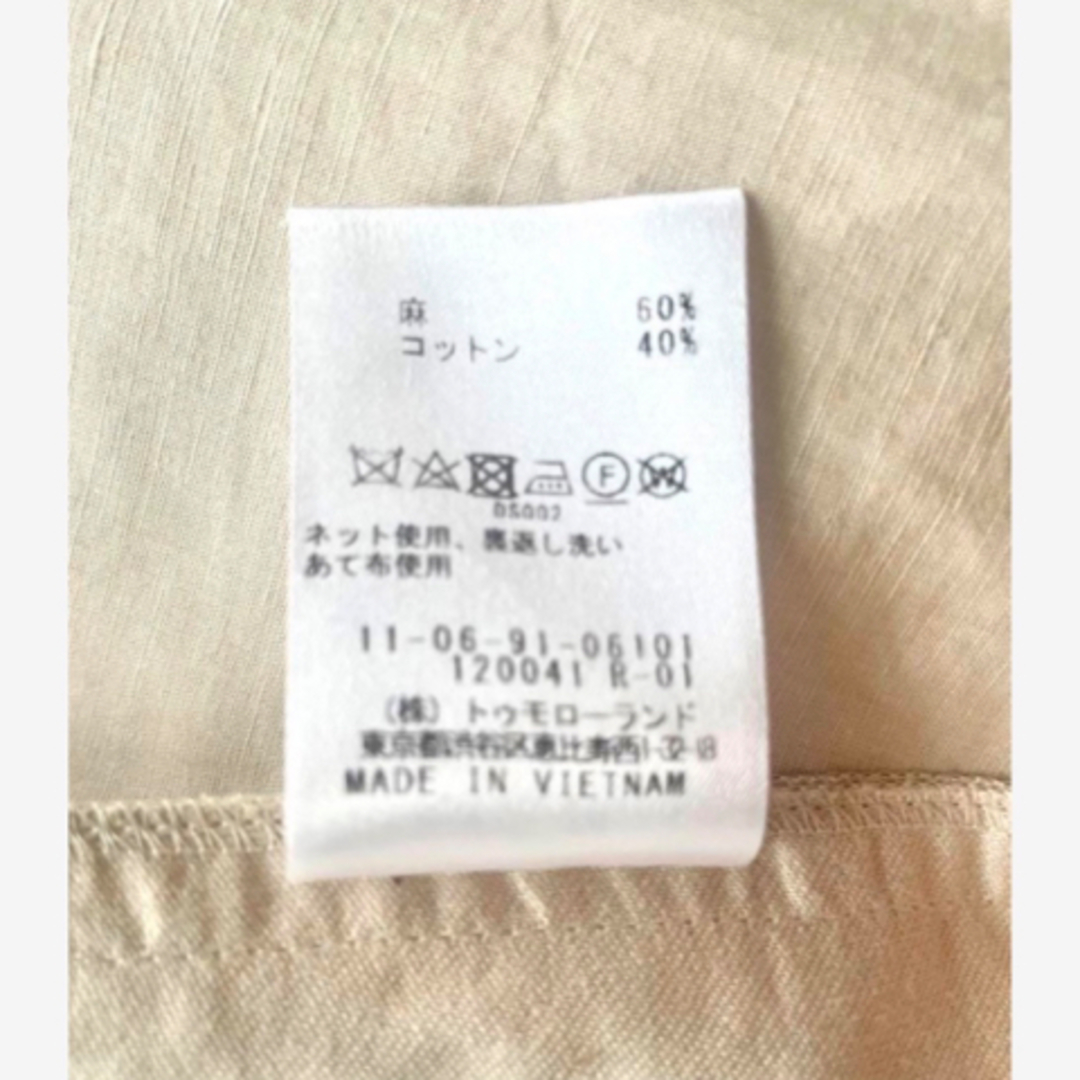 麻 60%
コットン 40%
F W
ネット使用、裏返し洗い
あて布使用
11-06-91-06101
120041 R-01
(株) トゥモローランド
東京都渋谷区恵比寿西1-32-18
MADE IN VIETNAM